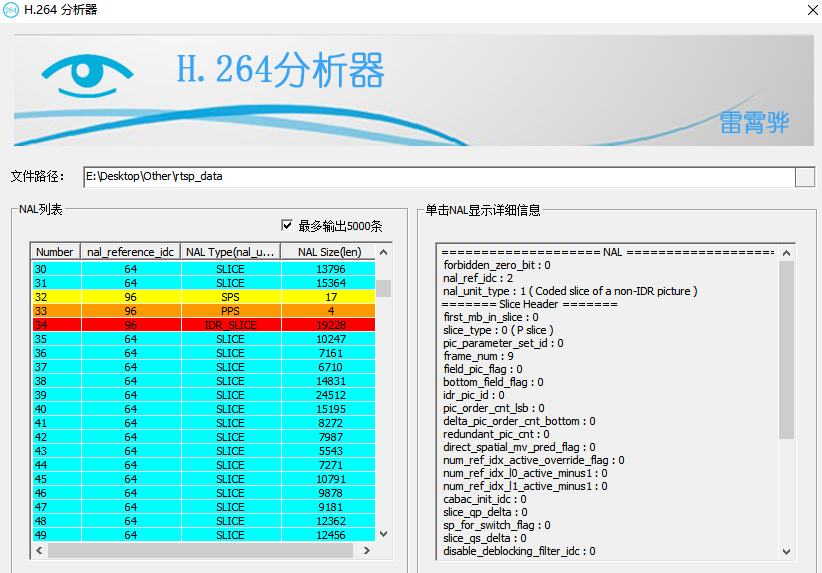 264 H.264 分析器
H.264分析器
雷霄骅
文件路径： E:\Desktop\Other\rtsp_data
NAL列表
最多输出5000条
Number nal_reference_idc NAL Type(nal_u... NAL Size(len)
30 64 SLICE 13796
31 64 SLICE 15364
32 96 SPS 17
33 96 PPS 4
34 96 IDR_SLICE 19228
35 64 SLICE 10247
36 64 SLICE 7161
37 64 SLICE 6710
38 64 SLICE 14831
39 64 SLICE 24512
40 64 SLICE 15195
41 64 SLICE 8272
42 64 SLICE 7987
43 64 SLICE 5543
44 64 SLICE 7271
45 64 SLICE 10791
46 64 SLICE 9878
47 64 SLICE 9181
48 64 SLICE 12362
49 64 SLICE 12456
单击NAL显示详细信息
===================== NAL ====================
forbidden_zero_bit : 0
nal_ref_idc : 2
nal_unit_type : 1 ( Coded slice of a non-IDR picture )
======= Slice Header =======
first_mb_in_slice : 0
slice_type : 0 ( P slice )
pic_parameter_set_id : 0
frame_num : 9
field_pic_flag : 0
bottom_field_flag : 0
idr_pic_id : 0
pic_order_cnt_lsb : 0
delta_pic_order_cnt_bottom : 0
redundant_pic_cnt : 0
direct_spatial_mv_pred_flag : 0
num_ref_idx_active_override_flag : 0
num_ref_idx_l0_active_minus1 : 0
num_ref_idx_l1_active_minus1 : 0
cabac_init_idc : 0
slice_qp_delta : 0
sp_for_switch_flag : 0
slice_qs_delta : 0
disable_deblocking_filter_idc : 0